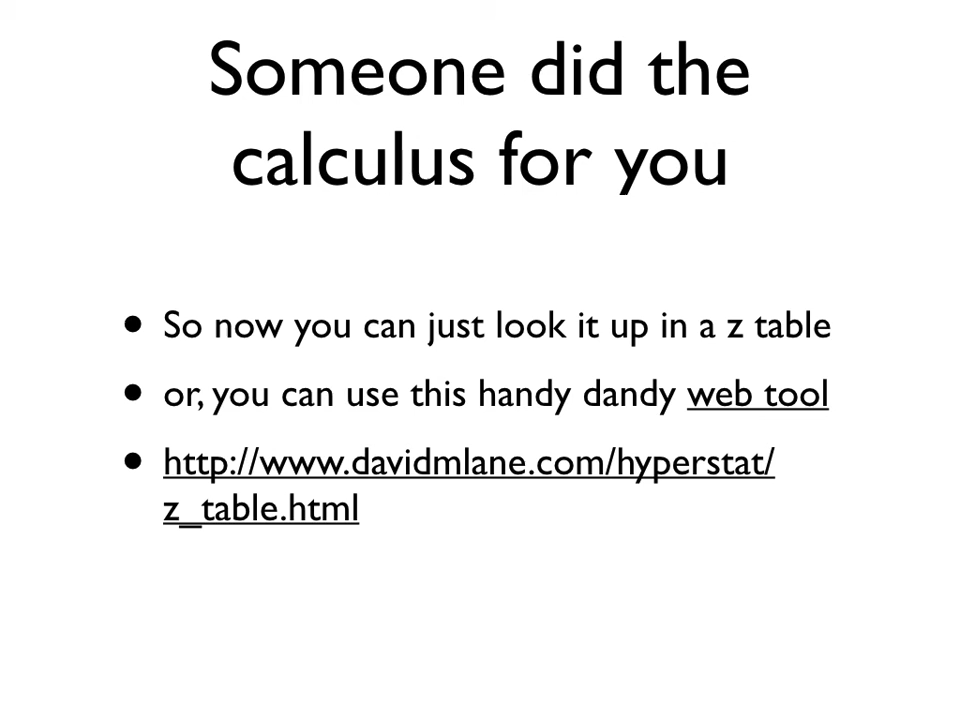 Someone did the
calculus for you
• So now you can just look it up in a z table
• or, you can use this handy dandy web tool
• http://www.davidmlane.com/hyperstat/
z_table.html